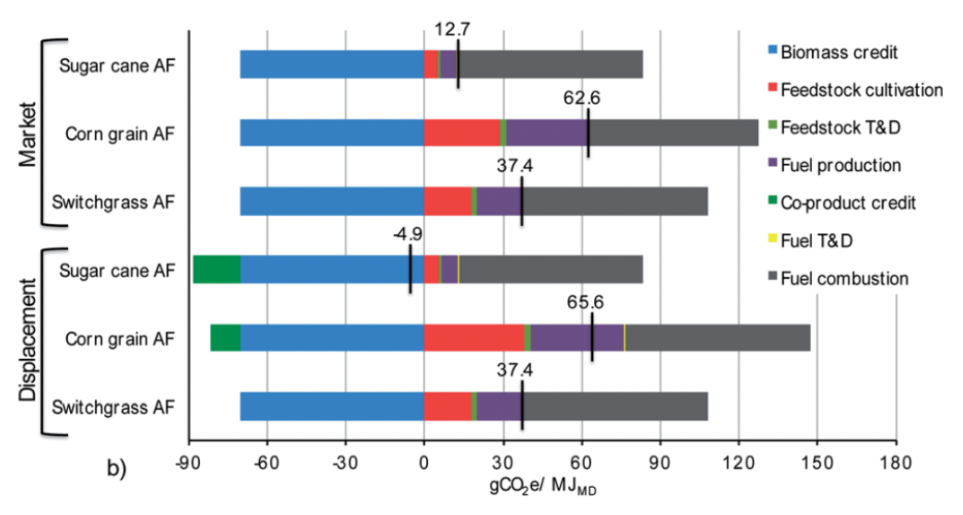 12.7
Sugar cane AF
62.6
Corn grain AF
37.4
Switchgrass AF
Market
-4.9
Sugar cane AF
65.6
Corn grain AF
37.4
Switchgrass AF
Displacement
Biomass credit
Feedstock cultivation
Feedstock T&D
Fuel production
Co-product credit
Fuel T&D
Fuel combustion
-90 -60 -30 0 30 60 90 120 150 180
b)
gCO₂e/ MJ_MD